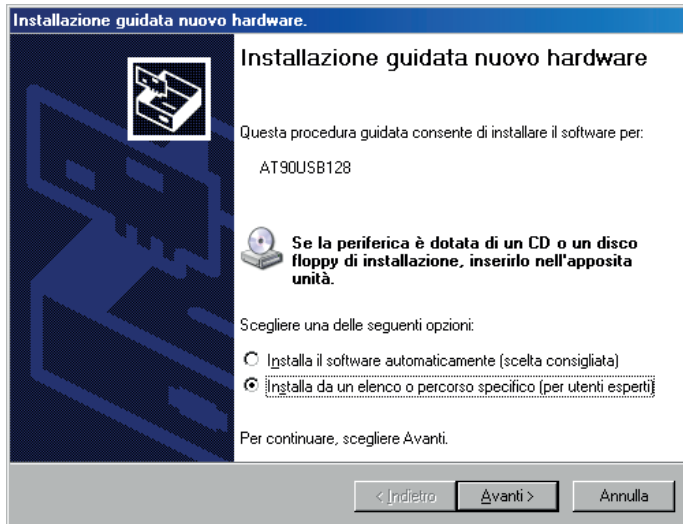 Installazione guidata nuovo hardware.
Installazione guidata nuovo hardware
Questa procedura guidata consente di installare il software per:
AT90USB128
Se la periferica è dotata di un CD o un disco
floppy di installazione, inserirlo nell'apposita
unità.
Scegliere una delle seguenti opzioni:
Installa il software automaticamente (scelta consigliata)
Installa da un elenco o percorso specifico (per utenti esperti)
Per continuare, scegliere Avanti.
< Indietro
Avanti >
Annulla